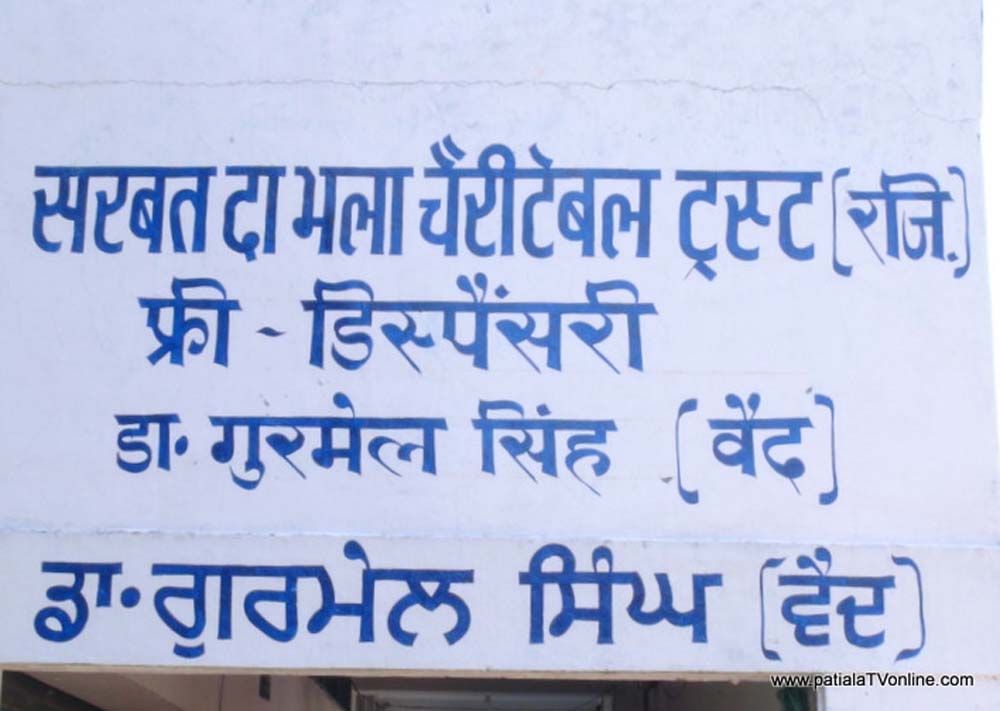 सरबत दा भला चैरीटेबल ट्रस्ट (रजि.)
फ्री - डिस्पैंसरी
डा. गुरमेल सिंह (वैद)
ਡਾ. ਗੁਰਮੇਲ ਸਿੰਘ (ਵੈਦ)
www.patialaTVonline.com